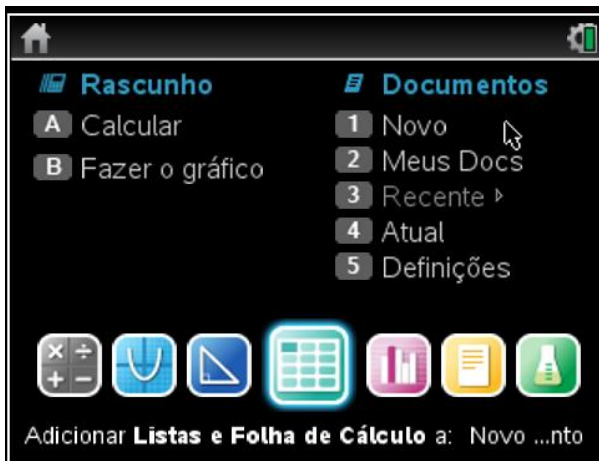 Rascunho
A Calcular
B Fazer o gráfico
Documentos
1 Novo
2 Meus Docs
3 Recente ▹
4 Atual
5 Definições
Adicionar Listas e Folha de Cálculo a: Novo ...nto